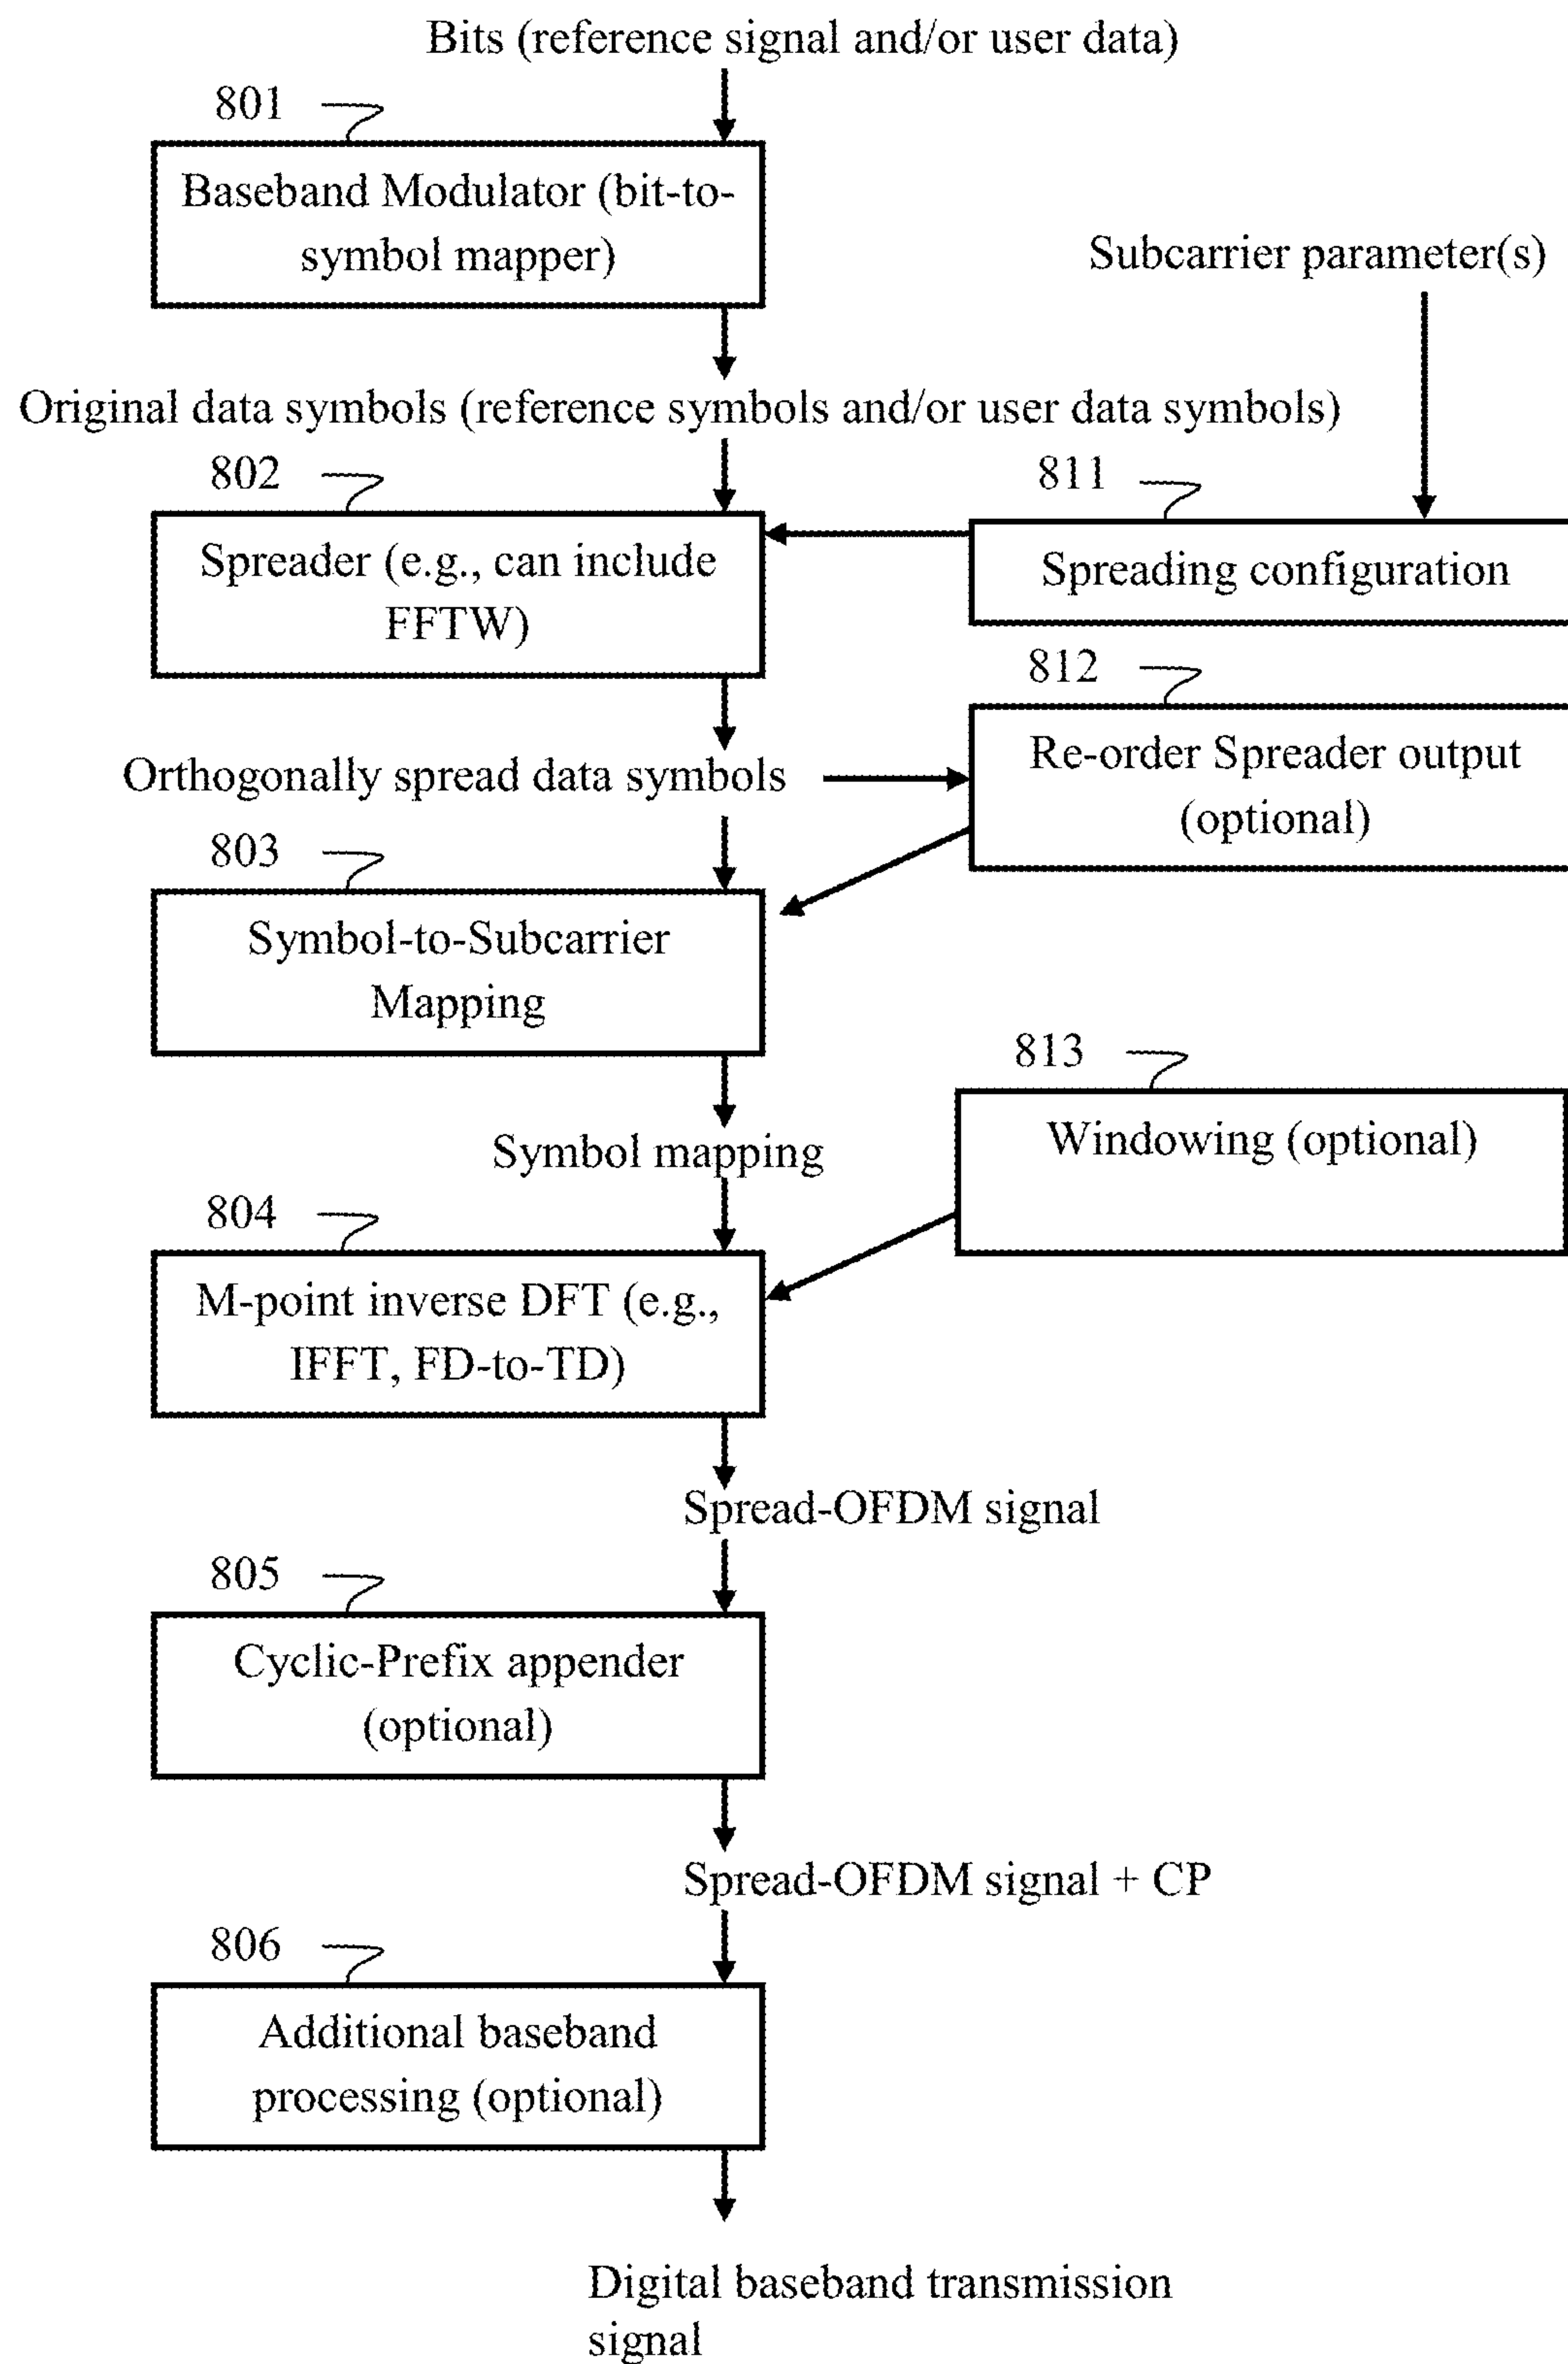 Bits (reference signal and/or user data)
801
Baseband Modulator (bit-to-
symbol mapper)
Subcarrier parameter(s)
Original data symbols (reference symbols and/or user data symbols)
802
811
Spreader (e.g., can include
FFTW)
Spreading configuration
812
Re-order Spreader output
(optional)
Orthogonally spread data symbols
803
Symbol-to-Subcarrier
Mapping
813
Windowing (optional)
Symbol mapping
804
M-point inverse DFT (e.g.,
IFFT, FD-to-TD)
Spread-OFDM signal
805
Cyclic-Prefix appender
(optional)
Spread-OFDM signal + CP
806
Additional baseband
processing (optional)
Digital baseband transmission
signal